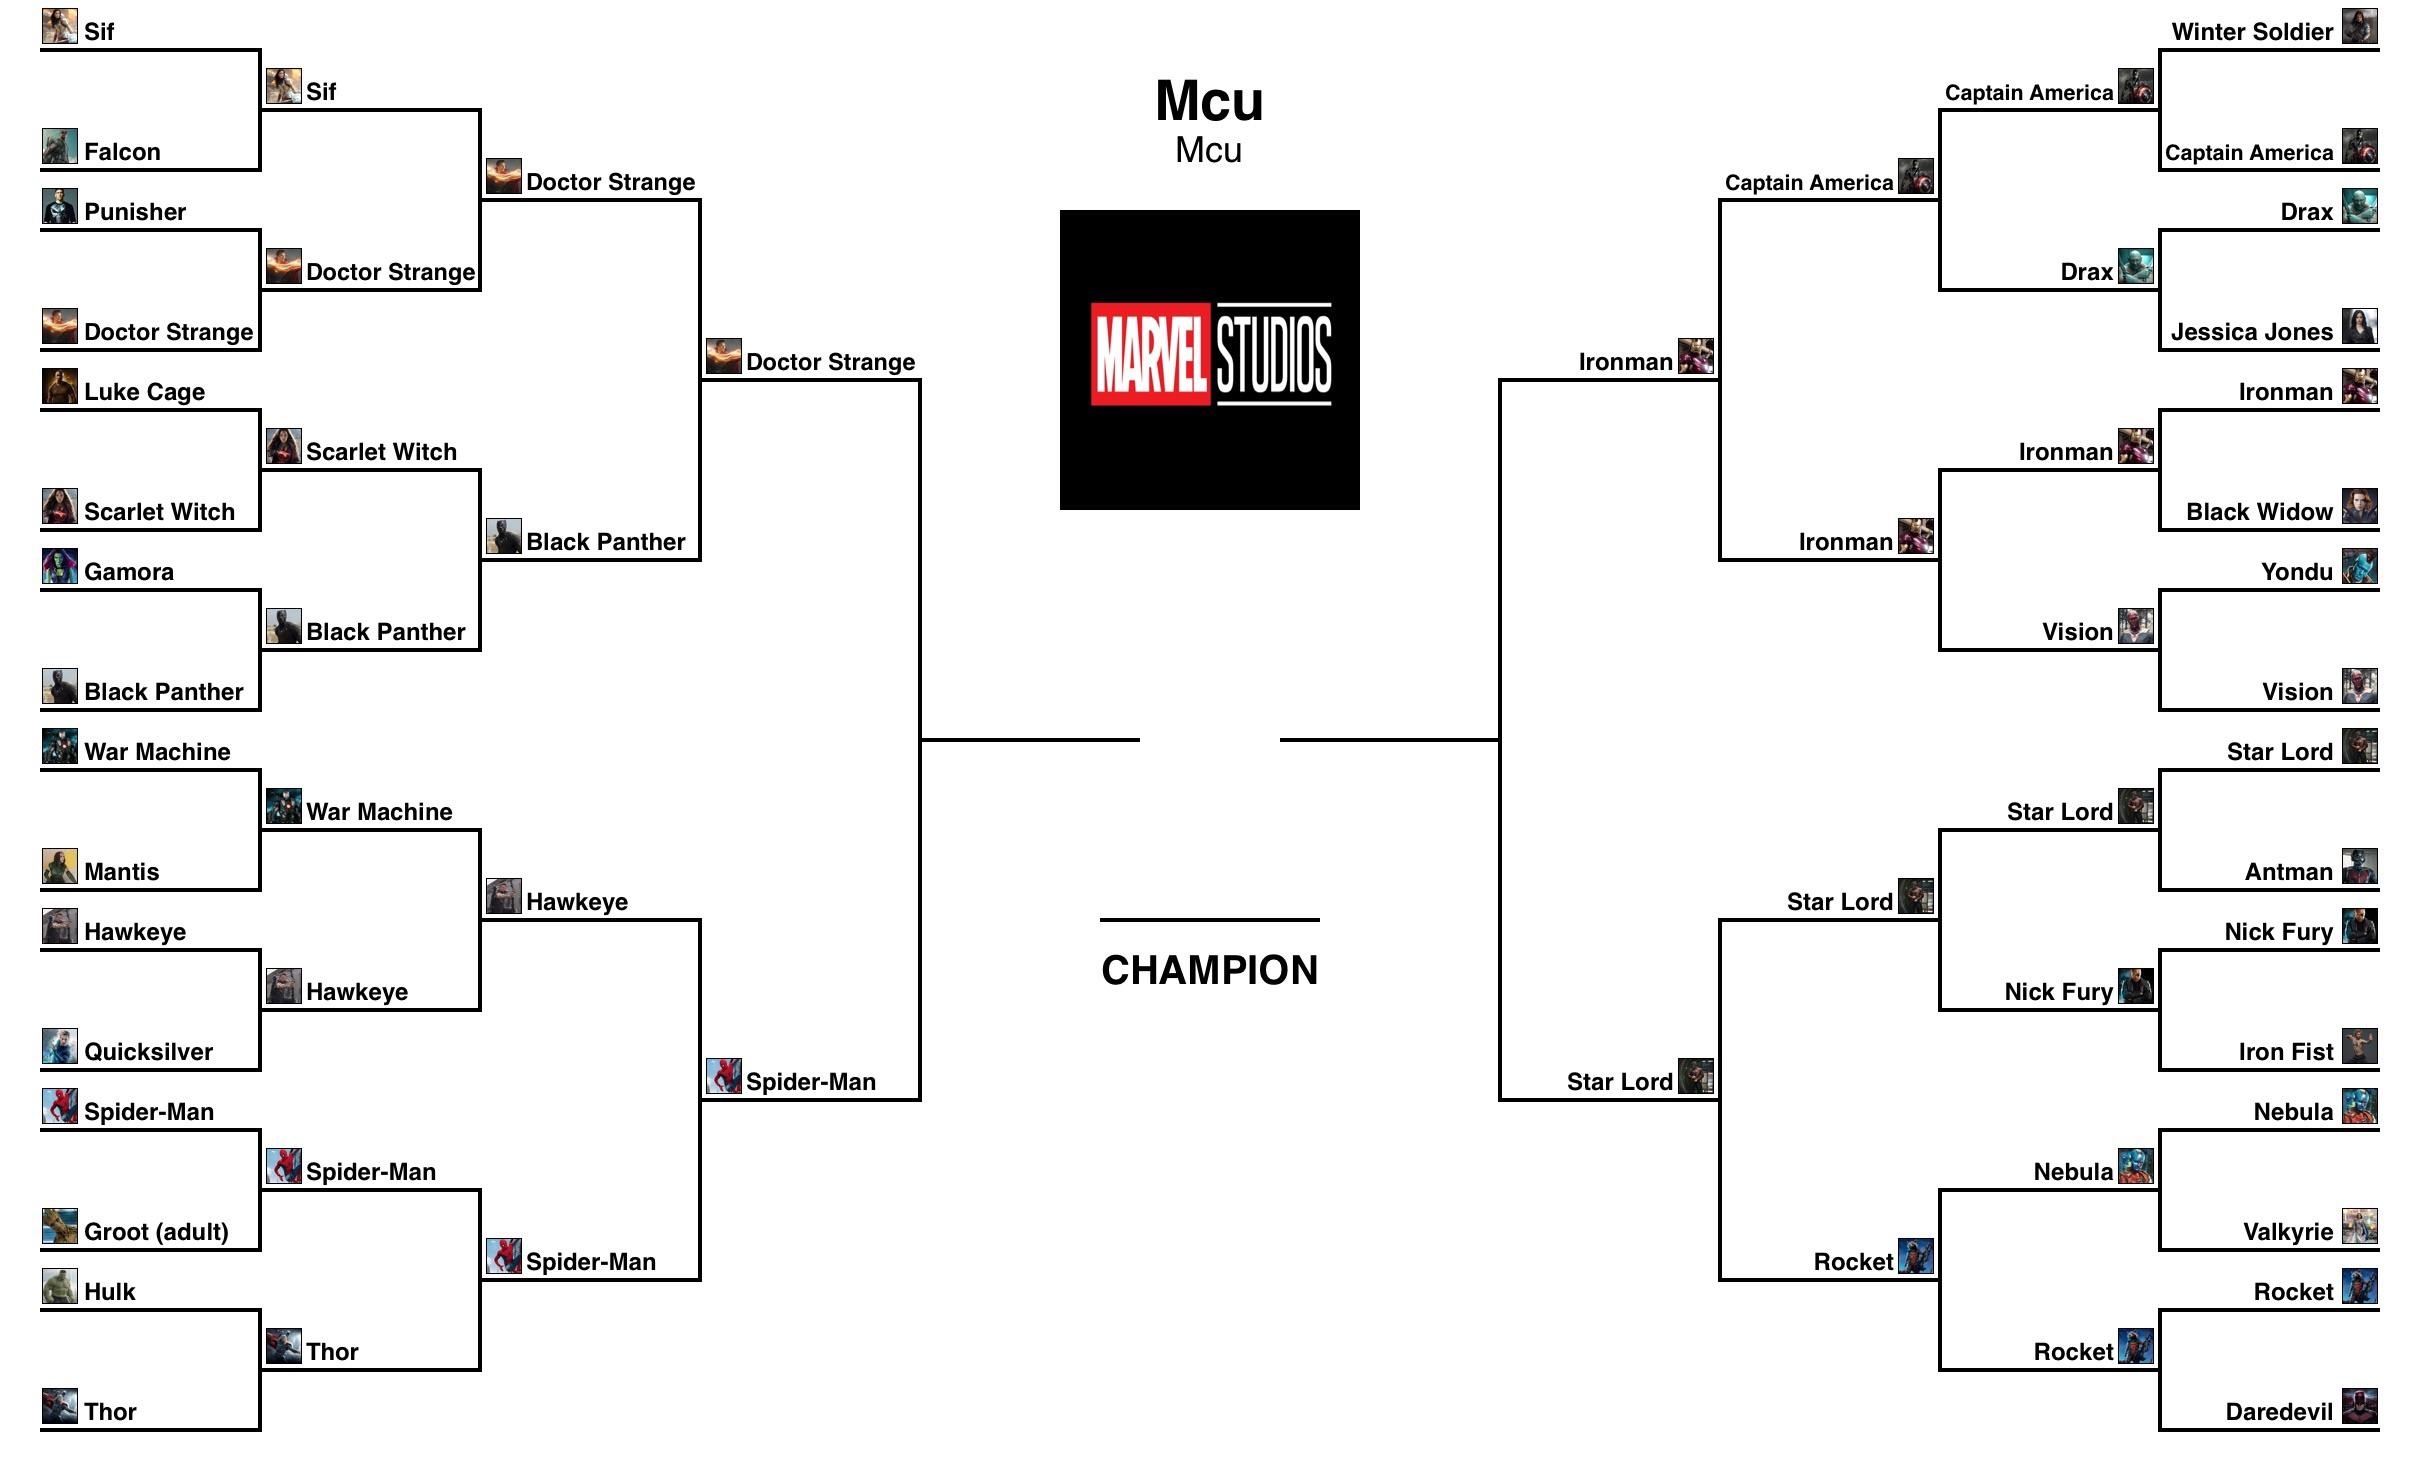 Mcu
Mcu
MARVEL STUDIOS
Sif
Falcon
Punisher
Doctor Strange
Luke Cage
Scarlet Witch
Gamora
Black Panther
War Machine
Mantis
Hawkeye
Quicksilver
Spider-Man
Groot (adult)
Hulk
Thor
Sif
Doctor Strange
Scarlet Witch
Black Panther
War Machine
Hawkeye
Spider-Man
Thor
Doctor Strange
Black Panther
Hawkeye
Spider-Man
Doctor Strange
Spider-Man
CHAMPION
Ironman
Star Lord
Captain America
Ironman
Star Lord
Rocket
Captain America
Drax
Ironman
Vision
Star Lord
Nick Fury
Nebula
Rocket
Winter Soldier
Captain America
Drax
Jessica Jones
Ironman
Black Widow
Yondu
Vision
Star Lord
Antman
Nick Fury
Iron Fist
Nebula
Valkyrie
Rocket
Daredevil